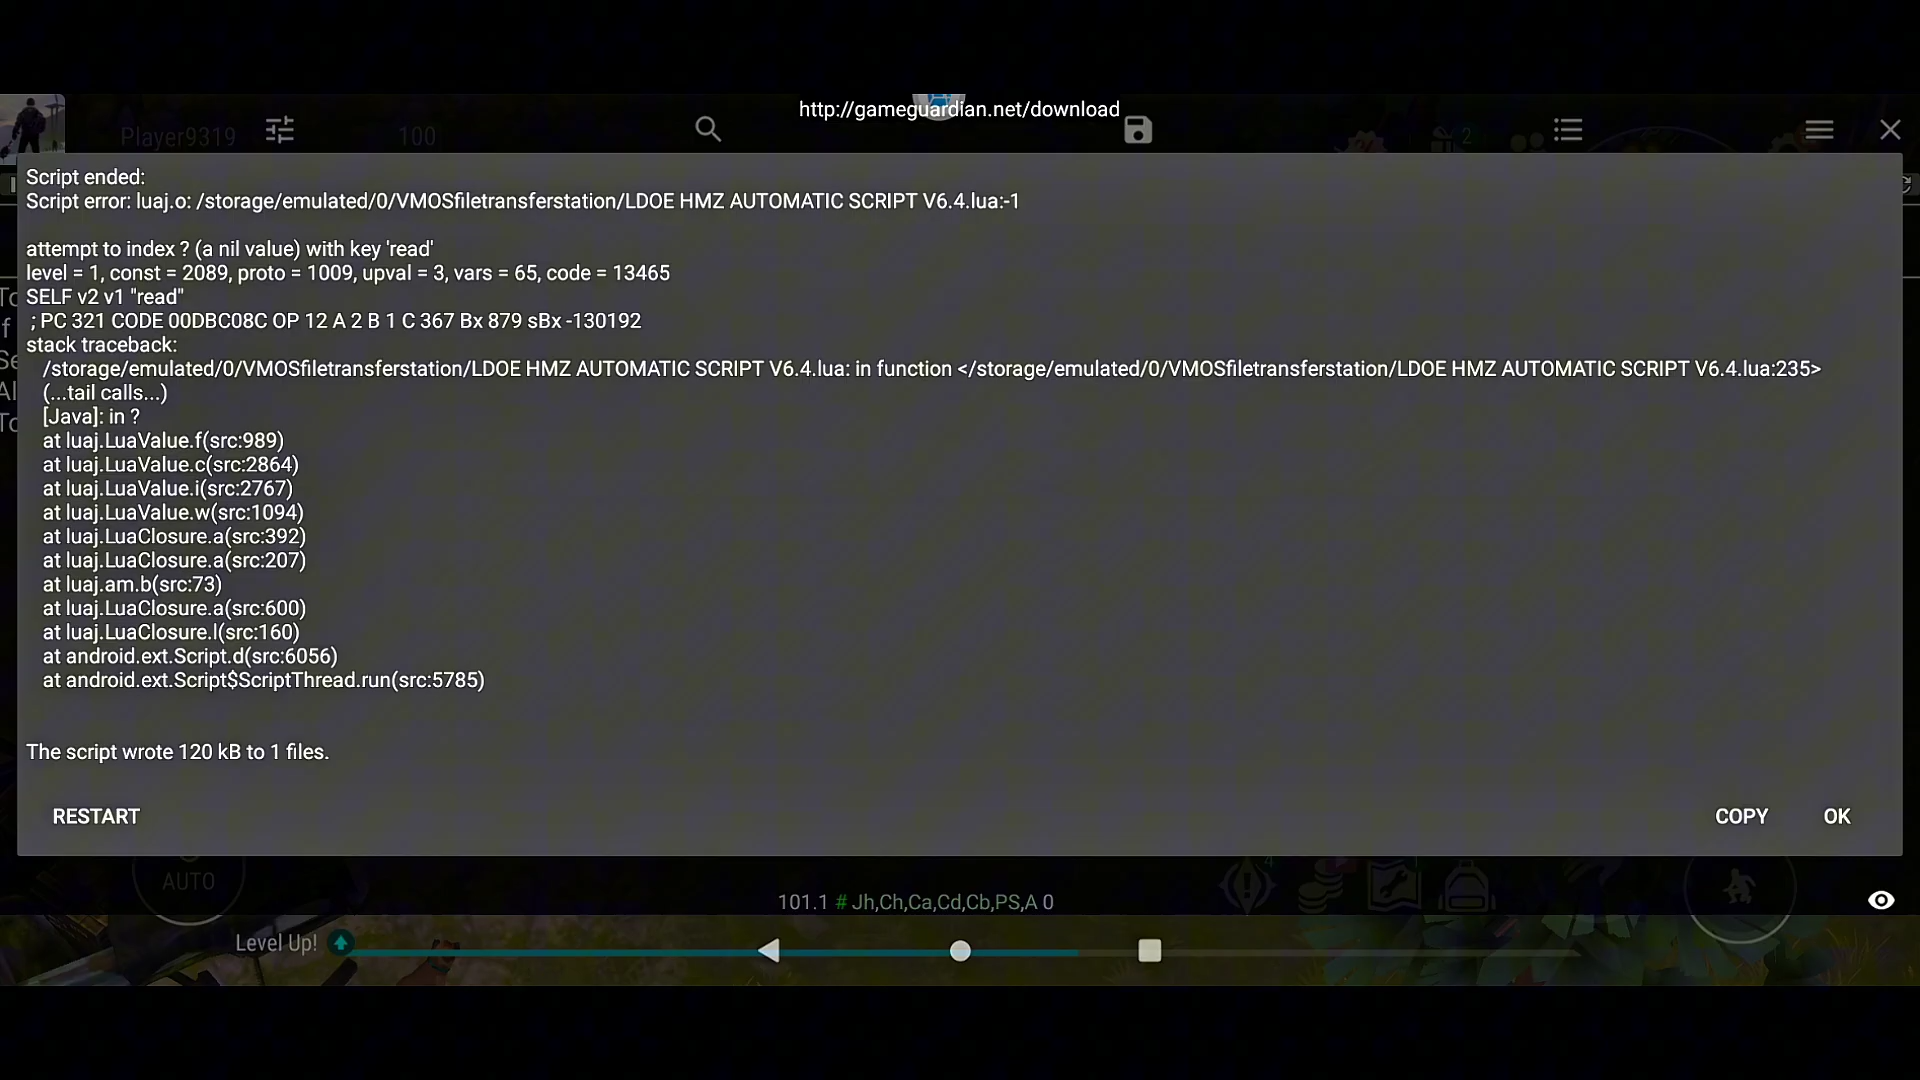 http://gameguardian.net/download
Player9319
100
2
Script ended:
Script error: luaj.o: /storage/emulated/0/VMOSfiletransferstation/LDOE HMZ AUTOMATIC SCRIPT V6.4.lua:-1
attempt to index ? (a nil value) with key 'read'
level = 1, const = 2089, proto = 1009, upval = 3, vars = 65, code = 13465
SELF v2 v1 "read"
; PC 321 CODE 00DBC08C OP 12 A 2 B 1 C 367 Bx 879 sBx -130192
stack traceback:
/storage/emulated/0/VMOSfiletransferstation/LDOE HMZ AUTOMATIC SCRIPT V6.4.lua: in function </storage/emulated/0/VMOSfiletransferstation/LDOE HMZ AUTOMATIC SCRIPT V6.4.lua:235>
(...tail calls...)
[Java]: in ?
at luaj.LuaValue.f(src:989)
at luaj.LuaValue.c(src:2864)
at luaj.LuaValue.i(src:2767)
at luaj.LuaValue.w(src:1094)
at luaj.LuaClosure.a(src:392)
at luaj.LuaClosure.a(src:207)
at luaj.am.b(src:73)
at luaj.LuaClosure.a(src:600)
at luaj.LuaClosure.l(src:160)
at android.ext.Script.d(src:6056)
at android.ext.Script$ScriptThread.run(src:5785)
The script wrote 120 kB to 1 files.
RESTART
COPY
OK
AUTO
101.1 # Jh,Ch,Ca,Cd,Cb,PS,A 0
Level Up!